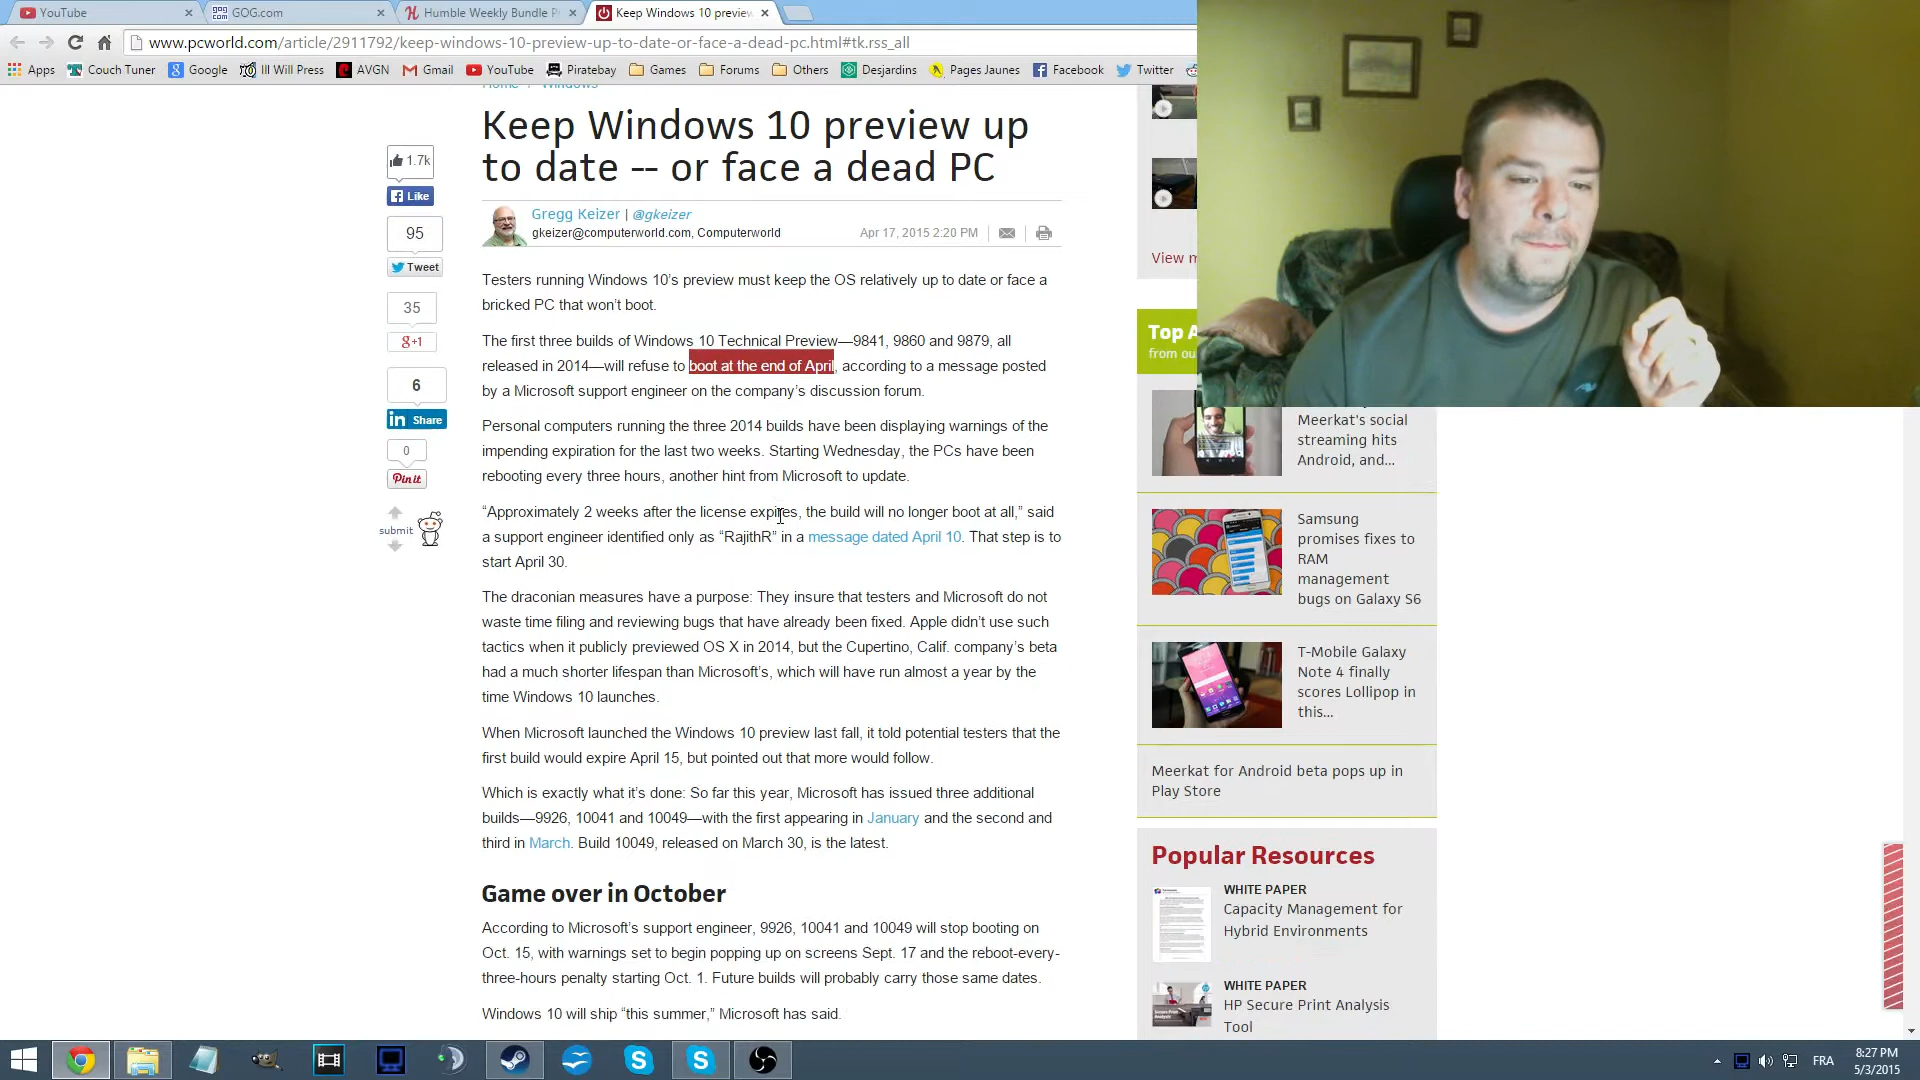 YouTube
GOG.com
Humble Weekly Bundle P
Keep Windows 10 preview
www.pcworld.com/article/2911792/keep-windows-10-preview-up-to-date-or-face-a-dead-pc.html#tk.rss_all
Apps
Couch Tuner
Google
Ill Will Press
AVGN
Gmail
YouTube
Piratebay
Games
Forums
Others
Desjardins
Pages Jaunes
Facebook
Twitter
Home / Windows
Keep Windows 10 preview up
to date -- or face a dead PC
1.7k
Like
95
Tweet
35
g+1
6
in Share
0
Pin it
submit
Gregg Keizer | @gkeizer
gkeizer@computerworld.com, Computerworld
Apr 17, 2015 2:20 PM
Testers running Windows 10’s preview must keep the OS relatively up to date or face a
bricked PC that won’t boot.
The first three builds of Windows 10 Technical Preview—9841, 9860 and 9879, all
released in 2014—will refuse to boot at the end of April, according to a message posted
by a Microsoft support engineer on the company’s discussion forum.
Personal computers running the three 2014 builds have been displaying warnings of the
impending expiration for the last two weeks. Starting Wednesday, the PCs have been
rebooting every three hours, another hint from Microsoft to update.
“Approximately 2 weeks after the license expires, the build will no longer boot at all,” said
a support engineer identified only as “RajithR” in a message dated April 10. That step is to
start April 30.
The draconian measures have a purpose: They insure that testers and Microsoft do not
waste time filing and reviewing bugs that have already been fixed. Apple didn’t use such
tactics when it publicly previewed OS X in 2014, but the Cupertino, Calif. company’s beta
had a much shorter lifespan than Microsoft’s, which will have run almost a year by the
time Windows 10 launches.
When Microsoft launched the Windows 10 preview last fall, it told potential testers that the
first build would expire April 15, but pointed out that more would follow.
Which is exactly what it’s done: So far this year, Microsoft has issued three additional
builds—9926, 10041 and 10049—with the first appearing in January and the second and
third in March. Build 10049, released on March 30, is the latest.
Game over in October
According to Microsoft’s support engineer, 9926, 10041 and 10049 will stop booting on
Oct. 15, with warnings set to begin popping up on screens Sept. 17 and the reboot-every-
three-hours penalty starting Oct. 1. Future builds will probably carry those same dates.
Windows 10 will ship “this summer,” Microsoft has said.
View m
Top A
from ou
Meerkat's social
streaming hits
Android, and...
Samsung
promises fixes to
RAM
management
bugs on Galaxy S6
T-Mobile Galaxy
Note 4 finally
scores Lollipop in
this...
Meerkat for Android beta pops up in
Play Store
Popular Resources
WHITE PAPER
Capacity Management for
Hybrid Environments
WHITE PAPER
HP Secure Print Analysis
Tool
FRA
8:27 PM
5/3/2015